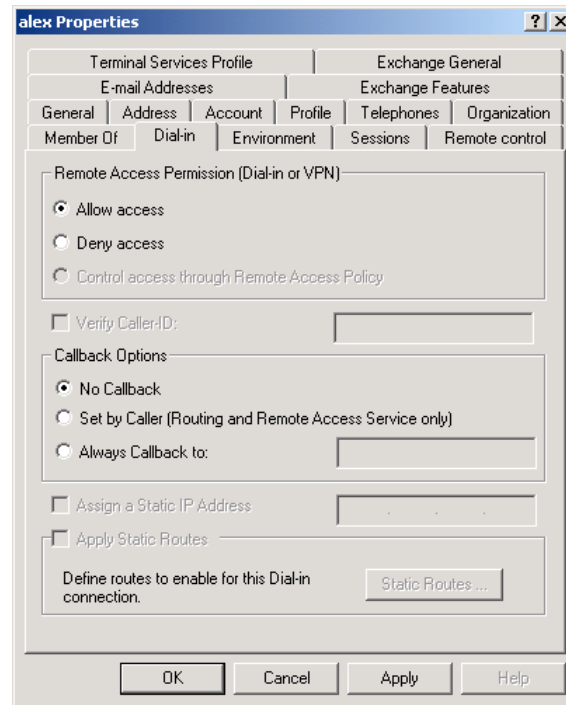 alex Properties
Terminal Services Profile Exchange General
E-mail Addresses Exchange Features
General Address Account Profile Telephones Organization
Member Of Dial-in Environment Sessions Remote control
Remote Access Permission (Dial-in or VPN)
Allow access
Deny access
Control access through Remote Access Policy
Verify Caller-ID:
Callback Options
No Callback
Set by Caller (Routing and Remote Access Service only)
Always Callback to:
Assign a Static IP Address
Apply Static Routes
Define routes to enable for this Dial-in
connection.
Static Routes ...
OK Cancel Apply Help